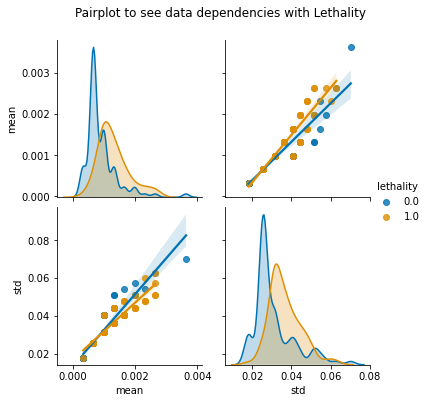 Pairplot to see data dependencies with Lethality
0.003
0.002
0.001
0.000
mean
lethality
0.0
1.0
0.08
0.06
0.04
0.02
std
0.000 0.002 0.004
mean
0.02 0.04 0.06 0.08
std